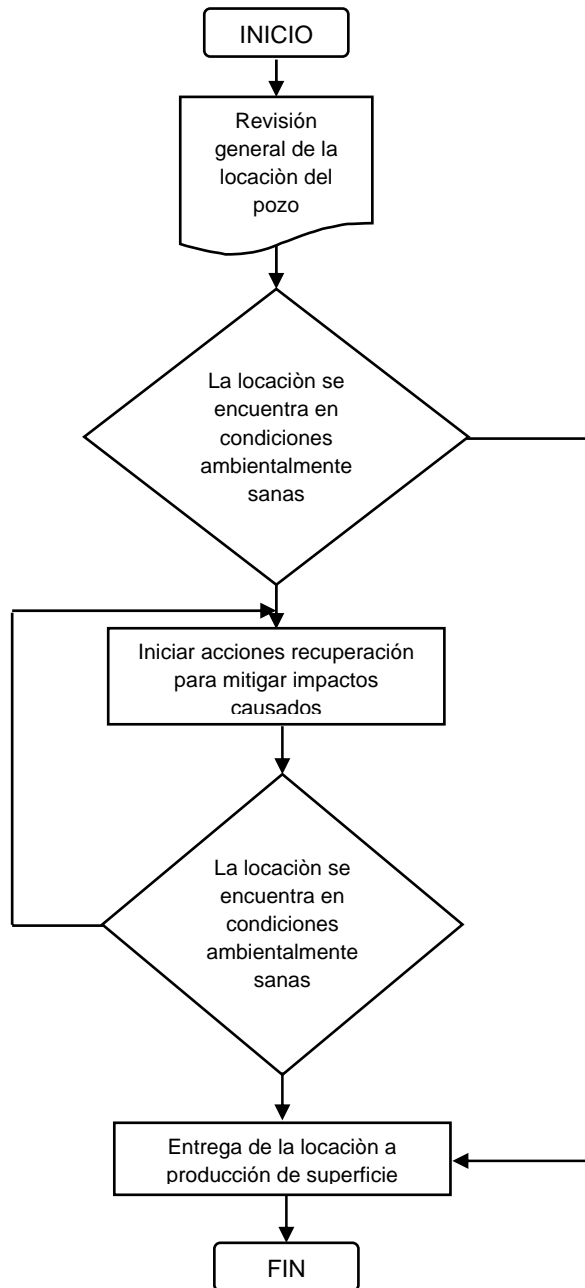 INICIO
Revisión
general de la
locaciòn del
pozo
La locaciòn se
encuentra en
condiciones
ambientalmente
sanas
Iniciar acciones recuperación
para mitigar impactos
causados
La locaciòn se
encuentra en
condiciones
ambientalmente
sanas
Entrega de la locaciòn a
producción de superficie
FIN